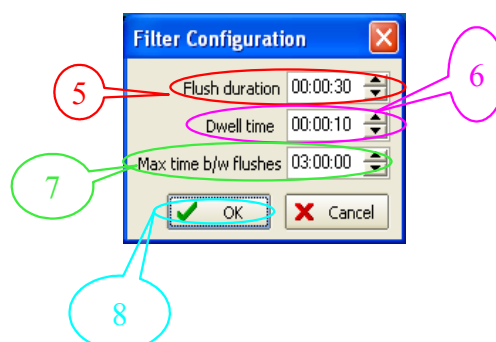 Filter Configuration
5
Flush duration 00:00:30
6
Dwell time 00:00:10
7
Max time b/w flushes 03:00:00
OK Cancel
8